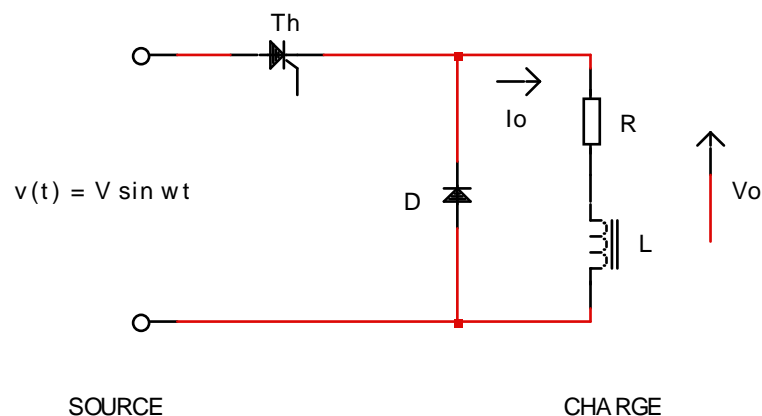 Th
Io
R
v(t) = V sin wt
D
Vo
L
SOURCE
CHARGE